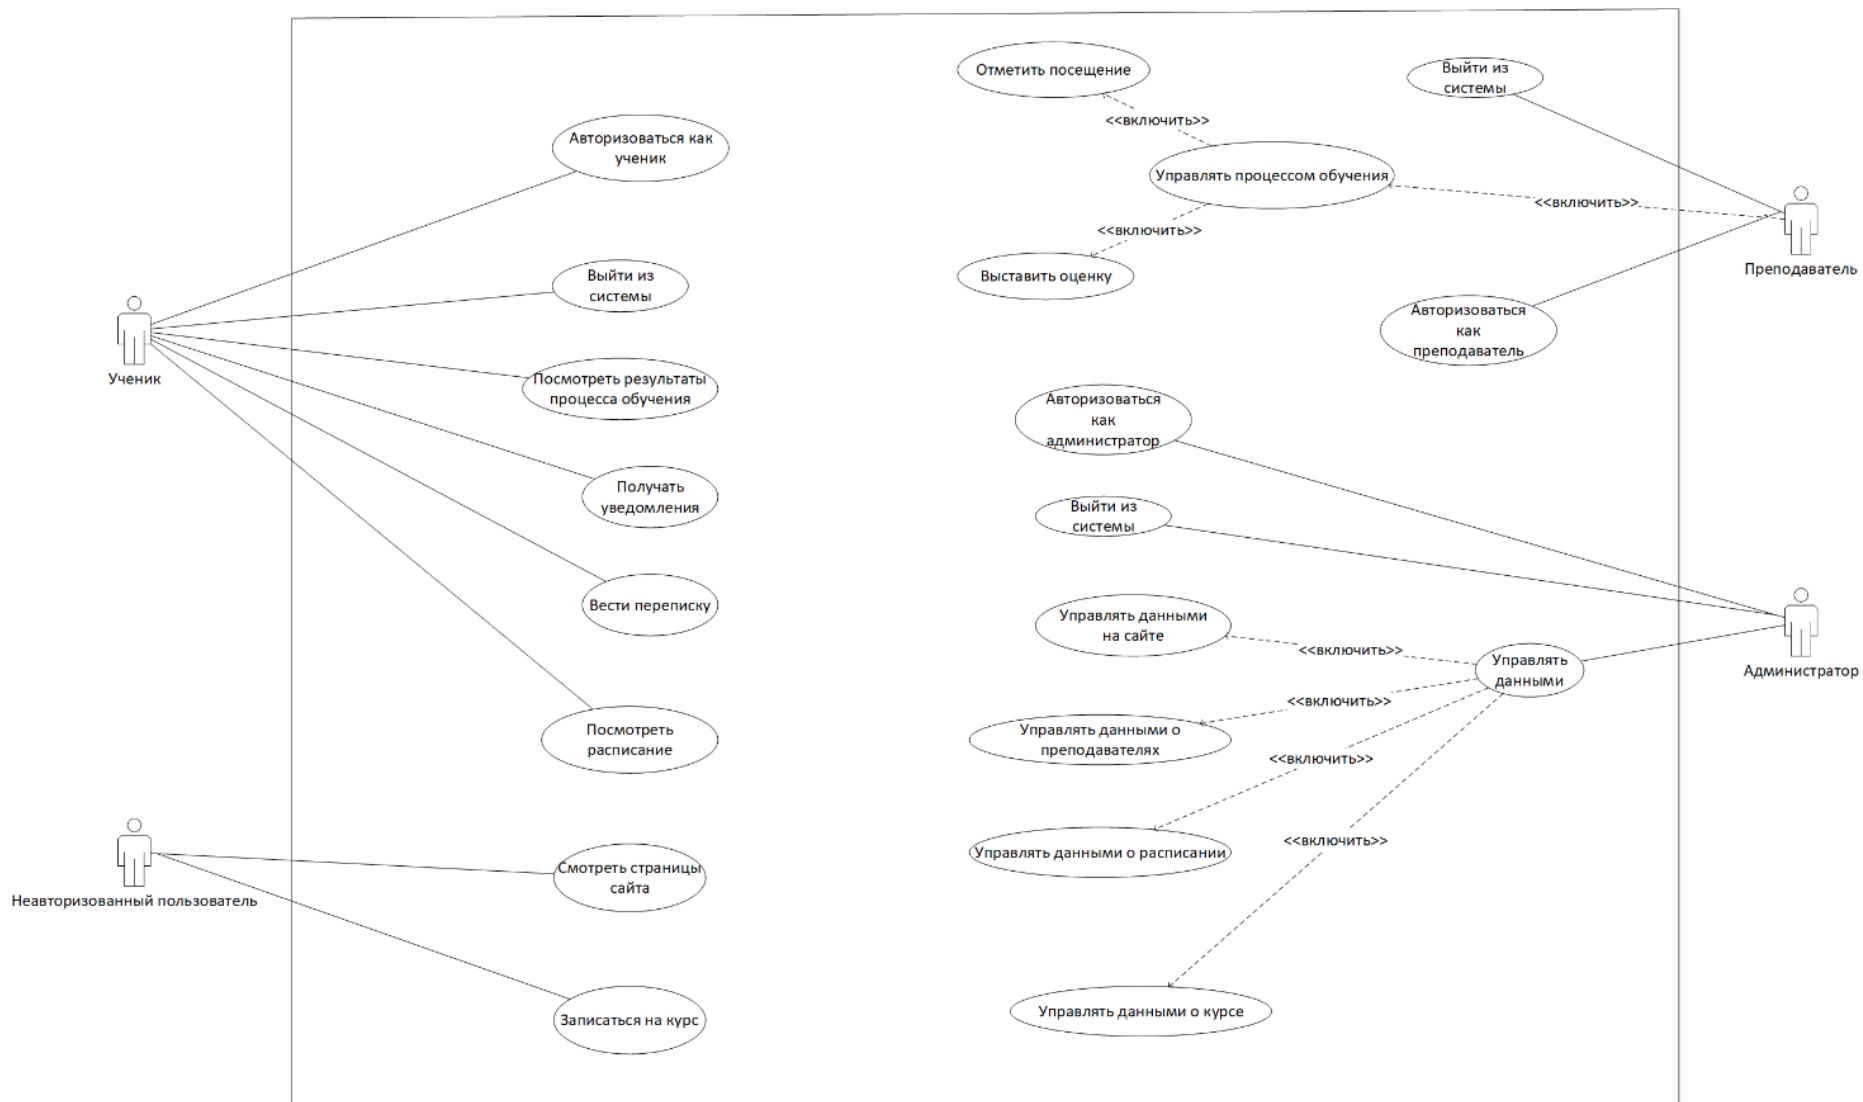 Отметить посещение
Выйти из
системы
<<включить>>
Авторизоваться как
ученик
Управлять процессом обучения
<<включить>>
<<включить>>
Выставить оценку
Преподаватель
Выйти из
системы
Авторизоваться
как
преподаватель
Ученик
Посмотреть результаты
процесса обучения
Авторизоваться
как
администратор
Получать
уведомления
Выйти из
системы
Вести переписку
Управлять данными
на сайте
<<включить>>
Управлять
данными
Администратор
<<включить>>
Посмотреть
расписание
Управлять данными о
преподавателях
<<включить>>
<<включить>>
Управлять данными о расписании
Смотреть страницы
сайта
Неавторизованный пользователь
Управлять данными о курсе
Записаться на курс